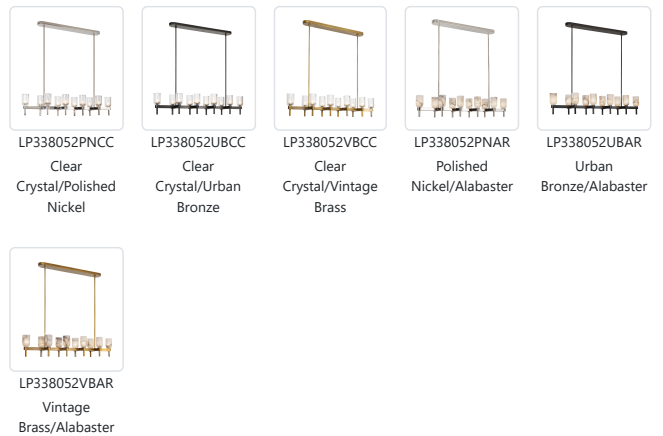 LP338052PNCC
Clear
Crystal/Polished
Nickel
LP338052UBCC
Clear
Crystal/Urban
Bronze
LP338052VBCC
Clear
Crystal/Vintage
Brass
LP338052PNAR
Polished
Nickel/Alabaster
LP338052UBAR
Urban
Bronze/Alabaster
LP338052VBAR
Vintage
Brass/Alabaster